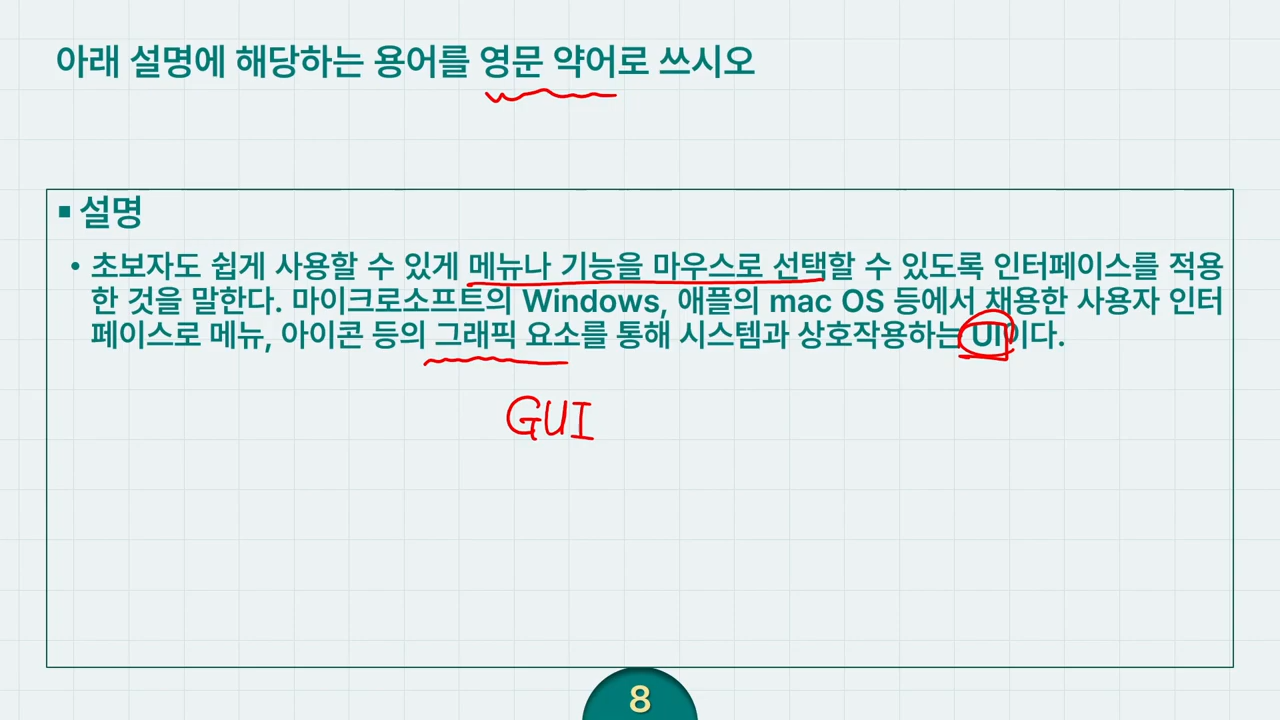 아래 설명에 해당하는 용어를 영문 약어로 쓰시오
▪ 설명
• 초보자도 쉽게 사용할 수 있게 메뉴나 기능을 마우스로 선택할 수 있도록 인터페이스를 적용
한 것을 말한다. 마이크로소프트의 Windows, 애플의 mac OS 등에서 채용한 사용자 인터
페이스로 메뉴, 아이콘 등의 그래픽 요소를 통해 시스템과 상호작용하는 UI이다.
GUI
8